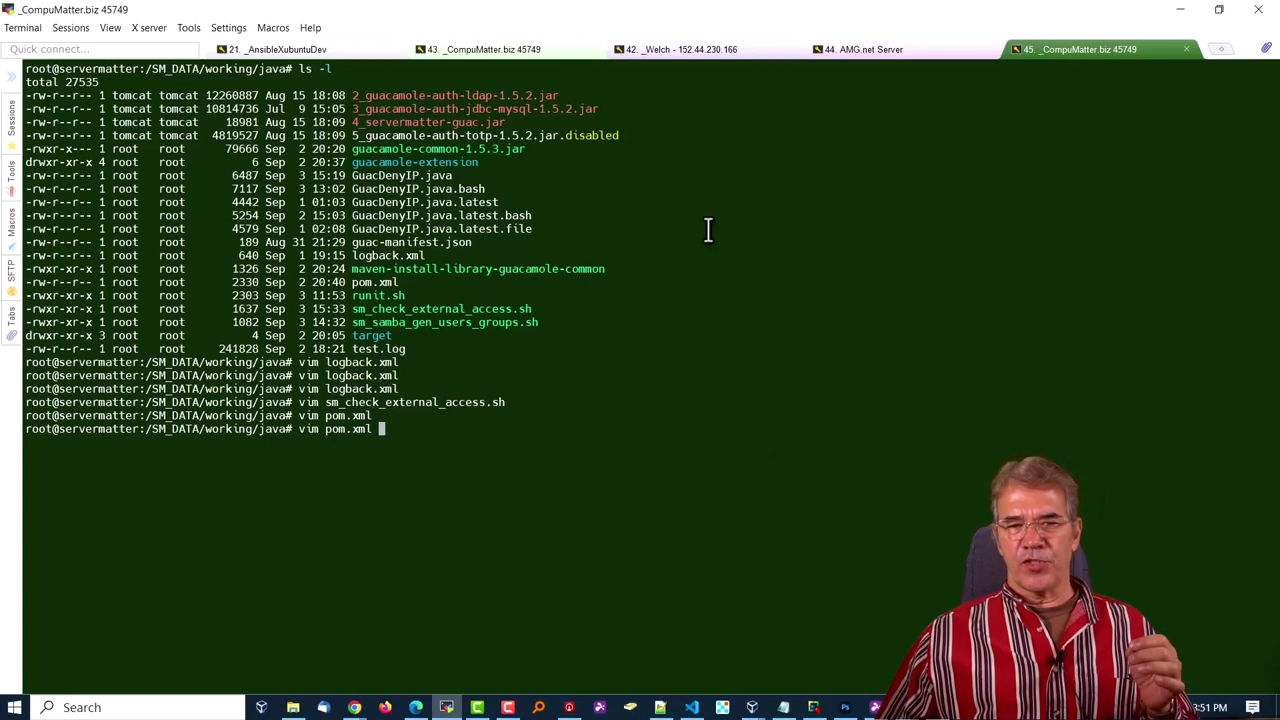 _CompuMatter.biz 45749
Terminal Sessions View X server Tools Settings Macros Help
Quick connect... 21. _AnsibleXubuntuDev 43. _CompuMatter.biz 45749 42. _Welch - 152.44.230.166 44. AMG.net Server 45. _CompuMatter.biz 45749
Sessions
Tools
Macros
SFTP
Tabs
root@servermatter:/SM_DATA/working/java# ls -l
total 27535
-rw-r--r-- 1 tomcat tomcat 12260887 Aug 15 18:08 2_guacamole-auth-ldap-1.5.2.jar
-rw-r--r-- 1 tomcat tomcat 10814736 Jul  9 15:05 3_guacamole-auth-jdbc-mysql-1.5.2.jar
-rw-r--r-- 1 tomcat tomcat 18981 Aug 15 18:09 4_servermatter-guac.jar
-rw-r--r-- 1 tomcat tomcat 4819527 Aug 15 18:09 5_guacamole-auth-totp-1.5.2.jar.disabled
-rwxr-x--- 1 root root 79666 Sep  2 20:20 guacamole-common-1.5.3.jar
drwxr-xr-x 4 root root 6 Sep  2 20:37 guacamole-extension
-rw-r--r-- 1 root root 6487 Sep  3 15:19 GuacDenyIP.java
-rw-r--r-- 1 root root 7117 Sep  3 13:02 GuacDenyIP.java.bash
-rw-r--r-- 1 root root 4442 Sep  1 01:03 GuacDenyIP.java.latest
-rw-r--r-- 1 root root 5254 Sep  2 15:03 GuacDenyIP.java.latest.bash
-rw-r--r-- 1 root root 4579 Sep  1 02:08 GuacDenyIP.java.latest.file
-rw-r--r-- 1 root root 189 Aug 31 21:29 guac-manifest.json
-rw-r--r-- 1 root root 640 Sep  1 19:15 logback.xml
-rwxr-xr-x 1 root root 1326 Sep  2 20:24 maven-install-library-guacamole-common
-rw-r--r-- 1 root root 2330 Sep  2 20:40 pom.xml
-rwxr-xr-x 1 root root 2303 Sep  3 11:53 runit.sh
-rwxr-xr-x 1 root root 1637 Sep  3 15:33 sm_check_external_access.sh
-rwxr-xr-x 1 root root 1082 Sep  3 14:32 sm_samba_gen_users_groups.sh
drwxr-xr-x 3 root root 4 Sep  2 20:05 target
-rw-r--r-- 1 root root 241828 Sep  2 18:21 test.log
root@servermatter:/SM_DATA/working/java# vim logback.xml
root@servermatter:/SM_DATA/working/java# vim logback.xml
root@servermatter:/SM_DATA/working/java# vim logback.xml
root@servermatter:/SM_DATA/working/java# vim sm_check_external_access.sh
root@servermatter:/SM_DATA/working/java# vim pom.xml
root@servermatter:/SM_DATA/working/java# vim pom.xml
Search
:51 PM